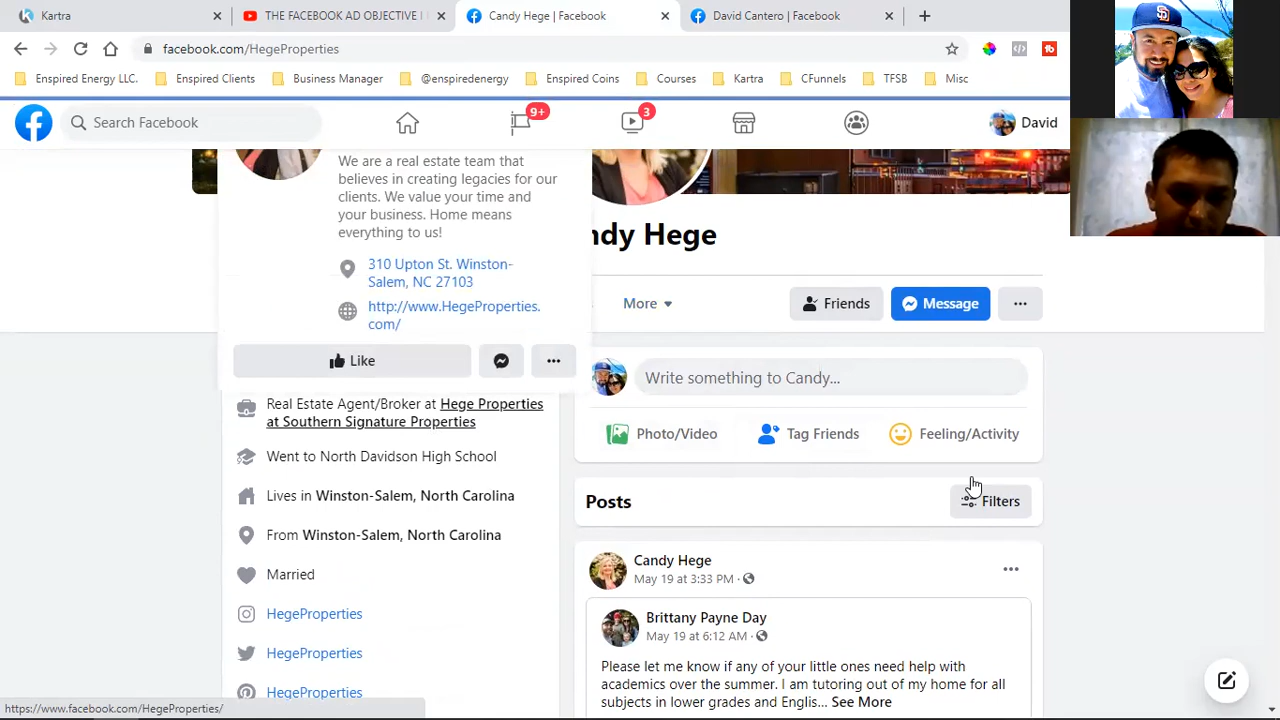 Kartra
THE FACEBOOK AD OBJECTIVE I
Candy Hege | Facebook
David Cantero | Facebook
facebook.com/HegeProperties
Enspired Energy LLC.
Enspired Clients
Business Manager
@enspiredenergy
Enspired Coins
Courses
Kartra
CFunnels
TFSB
Misc
Search Facebook
9+
3
David
We are a real estate team that
believes in creating legacies for our
clients. We value your time and
your business. Home means
everything to us!
310 Upton St. Winston-
Salem, NC 27103
http://www.HegeProperties.
com/
Like
ndy Hege
More
Friends
Message
Write something to Candy...
Photo/Video
Tag Friends
Feeling/Activity
Real Estate Agent/Broker at Hege Properties
at Southern Signature Properties
Went to North Davidson High School
Lives in Winston-Salem, North Carolina
From Winston-Salem, North Carolina
Married
HegeProperties
HegeProperties
HegeProperties
Posts
Filters
Candy Hege
May 19 at 3:33 PM ·
Brittany Payne Day
May 19 at 6:12 AM ·
Please let me know if any of your little ones need help with
academics over the summer. I am tutoring out of my home for all
subjects in lower grades and Englis... See More
https://www.facebook.com/HegeProperties/